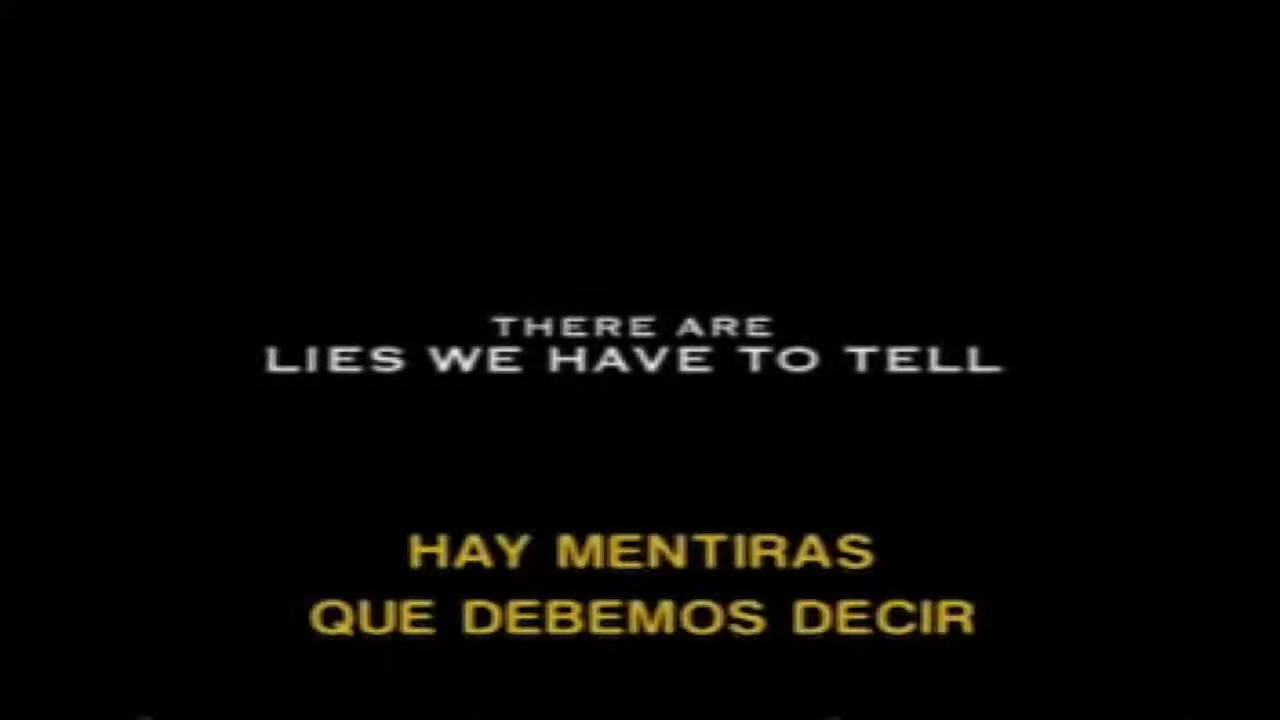 THERE ARE
LIES WE HAVE TO TELL
HAY MENTIRAS
QUE DEBEMOS DECIR